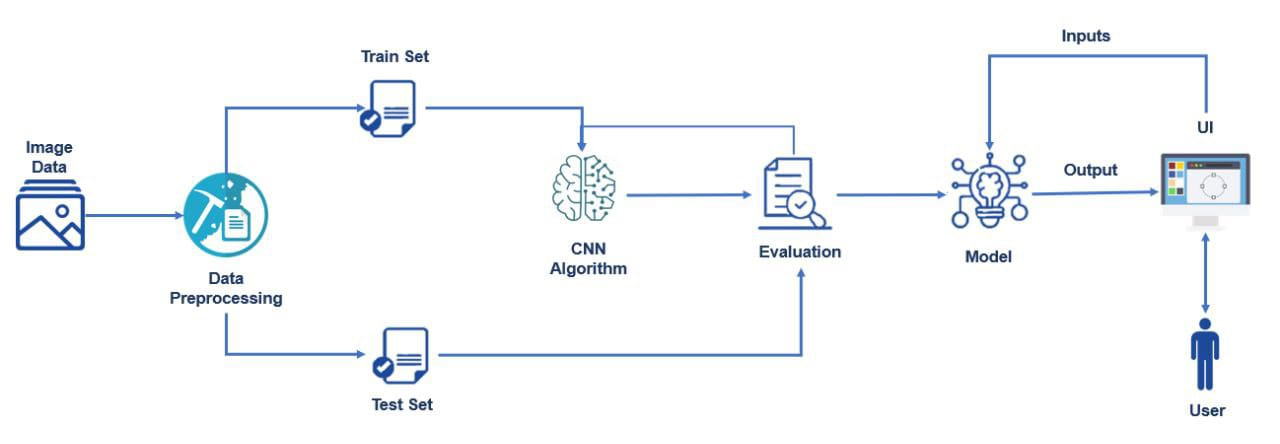 Image
Data
Data
Preprocessing
Train Set
Test Set
CNN
Algorithm
Evaluation
Model
Inputs
Output
UI
User